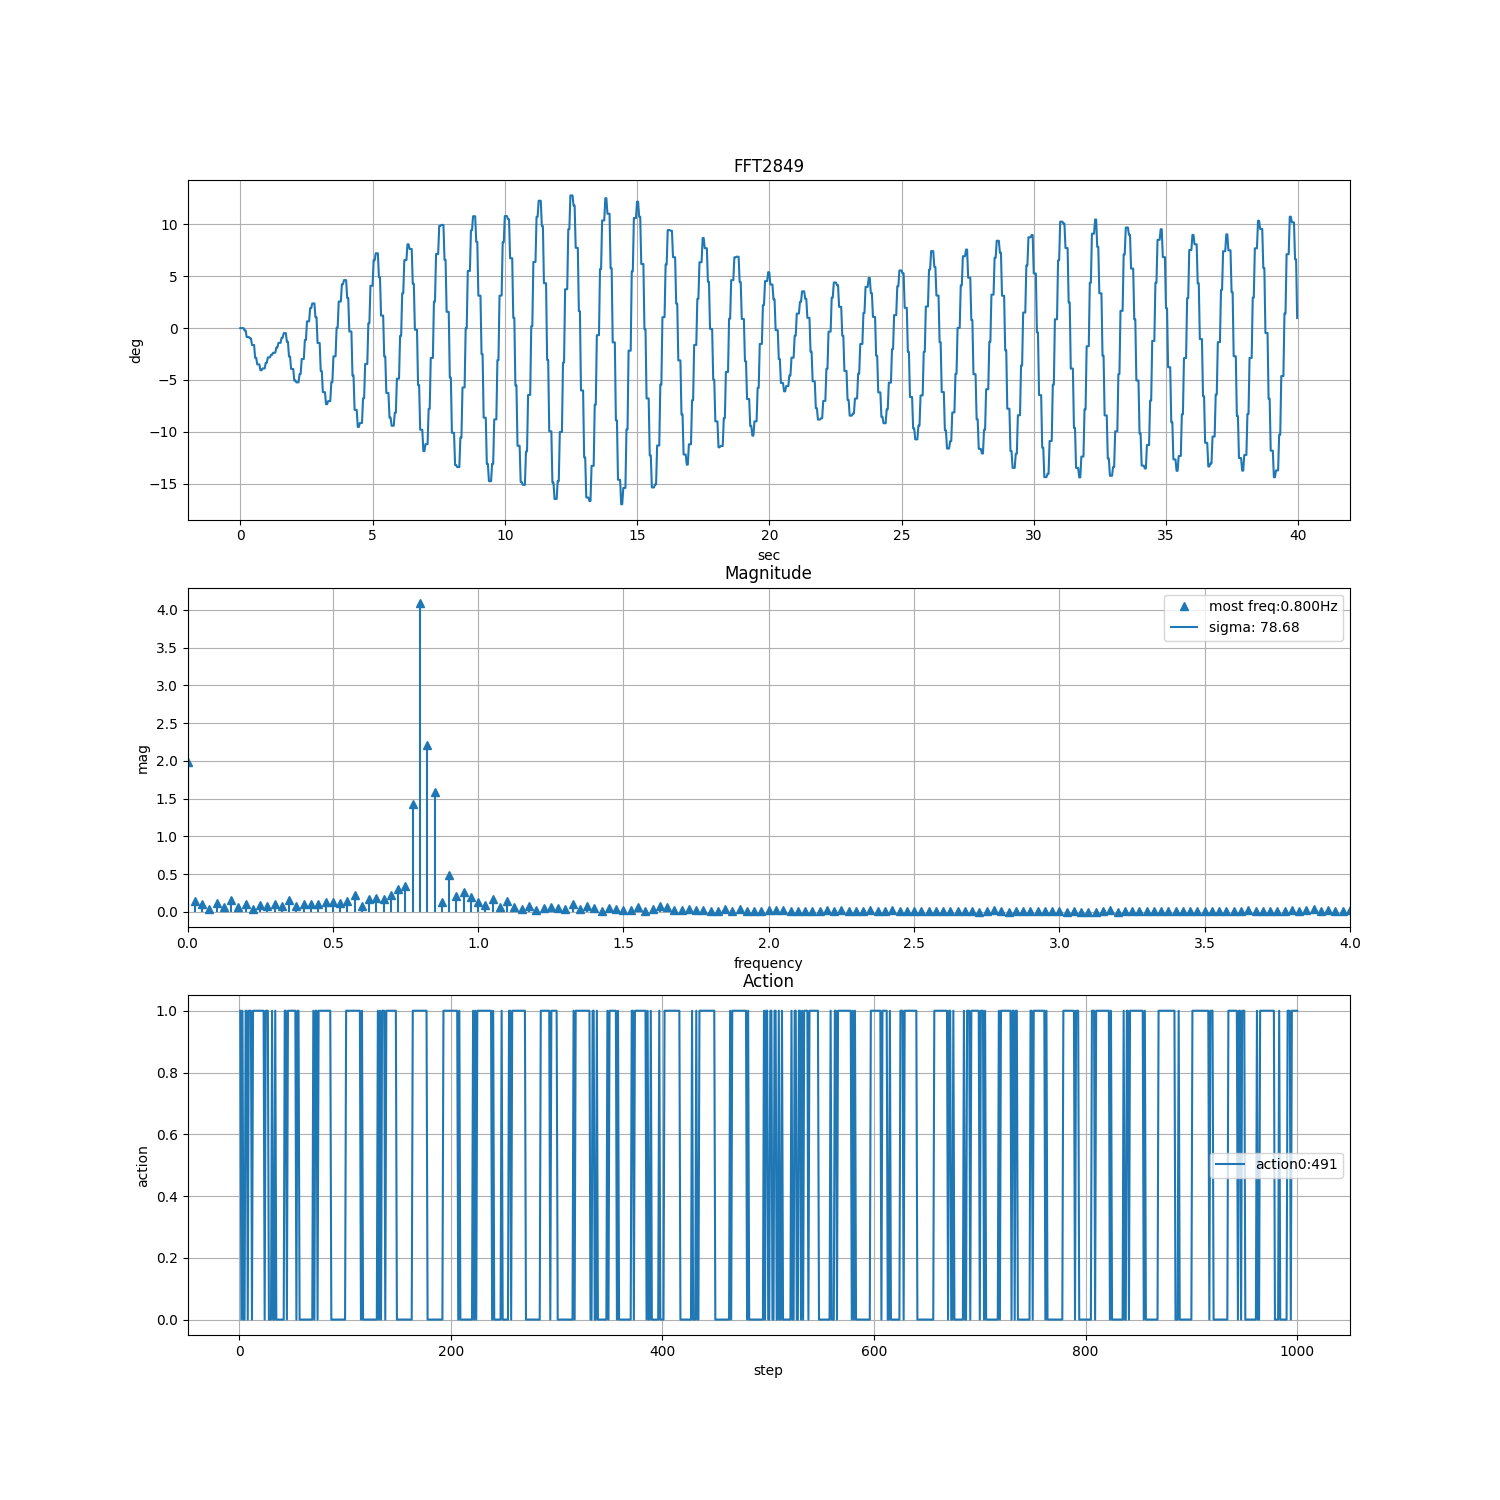 FFT2849
10
5
0
−5
−10
−15
deg
0 5 10 15 20 25 30 35 40
sec
Magnitude
4.0
3.5
3.0
2.5
2.0
1.5
1.0
0.5
0.0
mag
most freq:0.800Hz
sigma: 78.68
0.0 0.5 1.0 1.5 2.0 2.5 3.0 3.5 4.0
frequency
Action
1.0
0.8
0.6
0.4
0.2
0.0
action
action0:491
0 200 400 600 800 1000
step